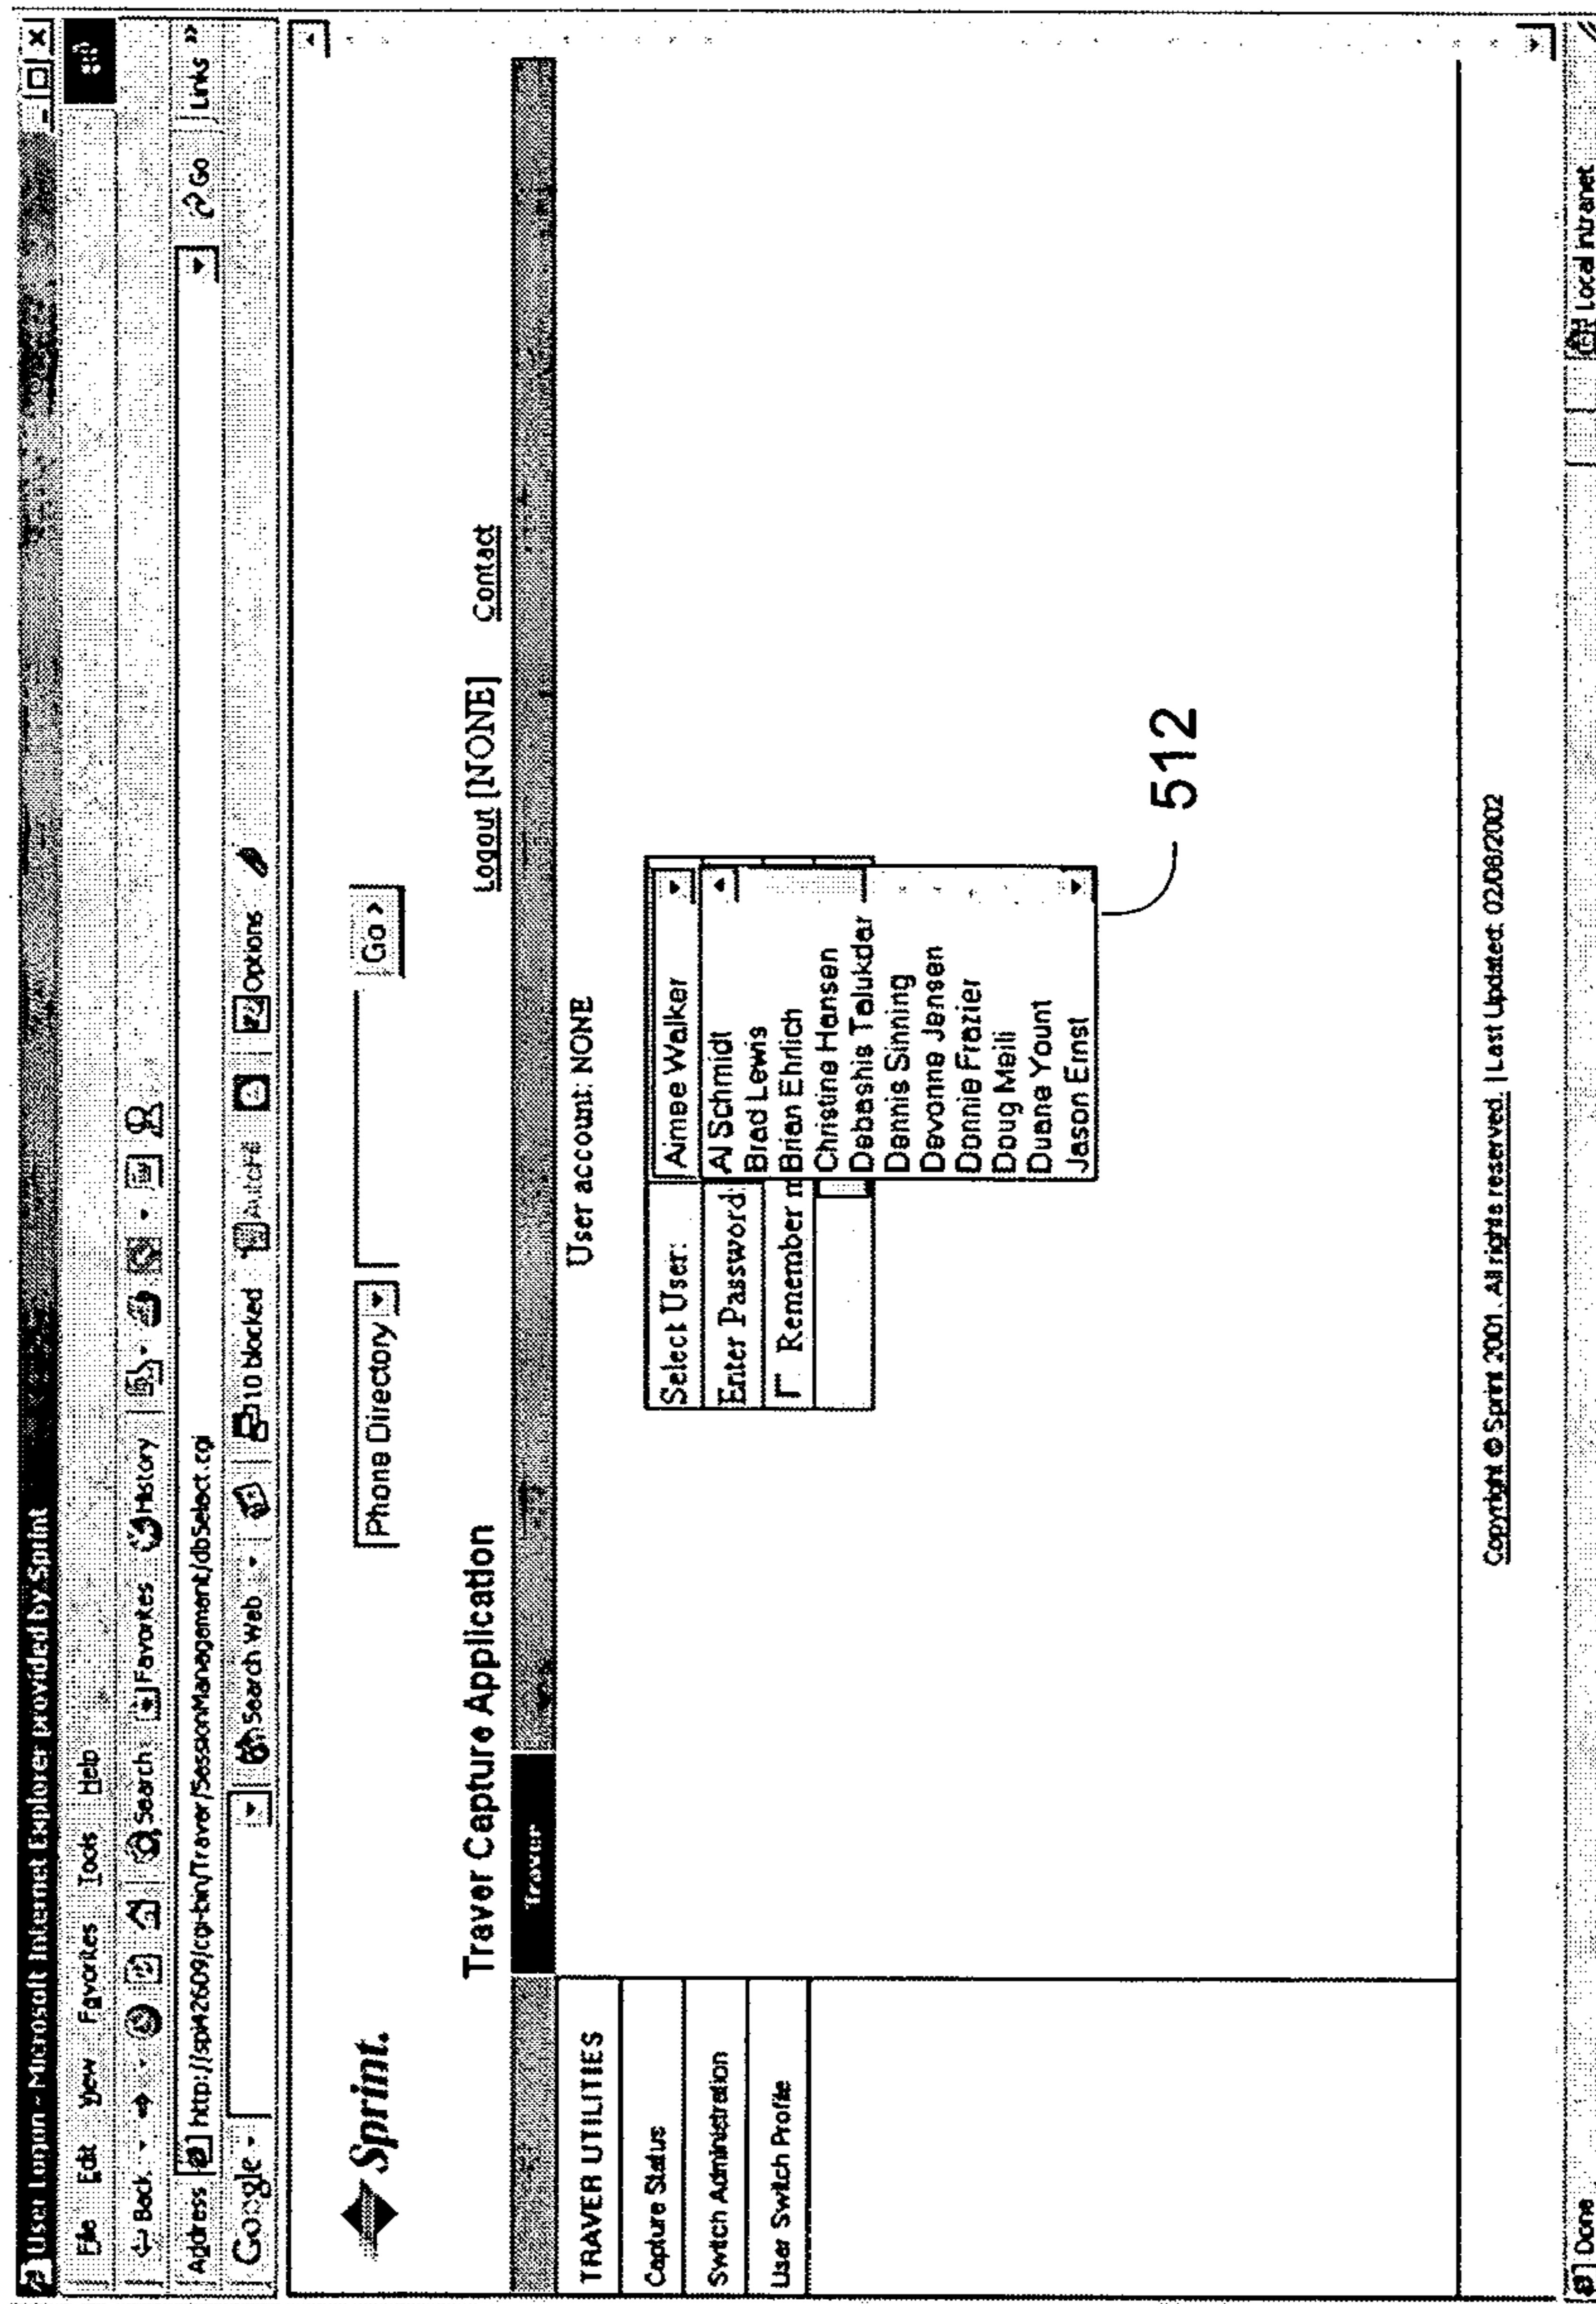 User Logon ~ Microsoft Internet Explorer provided by Sprint
File Edit View Favorites Tools Help
Back Search Favorites History
Address http://spi42609/cgi-bin/Traver/SessionManagement/dbSelect.cgi Go Links »
Google Search Web 110 blocked AutoFill Options
Sprint.
Phone Directory Go >
Traver Capture Application
Logout [NONE] Contact
Traver
TRAVER UTILITIES
Capture Status
Switch Administration
User Switch Profile
User account: NONE
Select User: Aimee Walker
Enter Password
Remember m
Al Schmidt
Brad Lewis
Brian Ehrlich
Christine Hansen
Debashis Talukdar
Dennis Sinning
Devonne Jensen
Donnie Frazier
Doug Meili
Duane Yount
Jason Ernst
512
Copyright © Sprint 2001. All rights reserved. | Last Updated: 02/08/2002
Done Local intranet